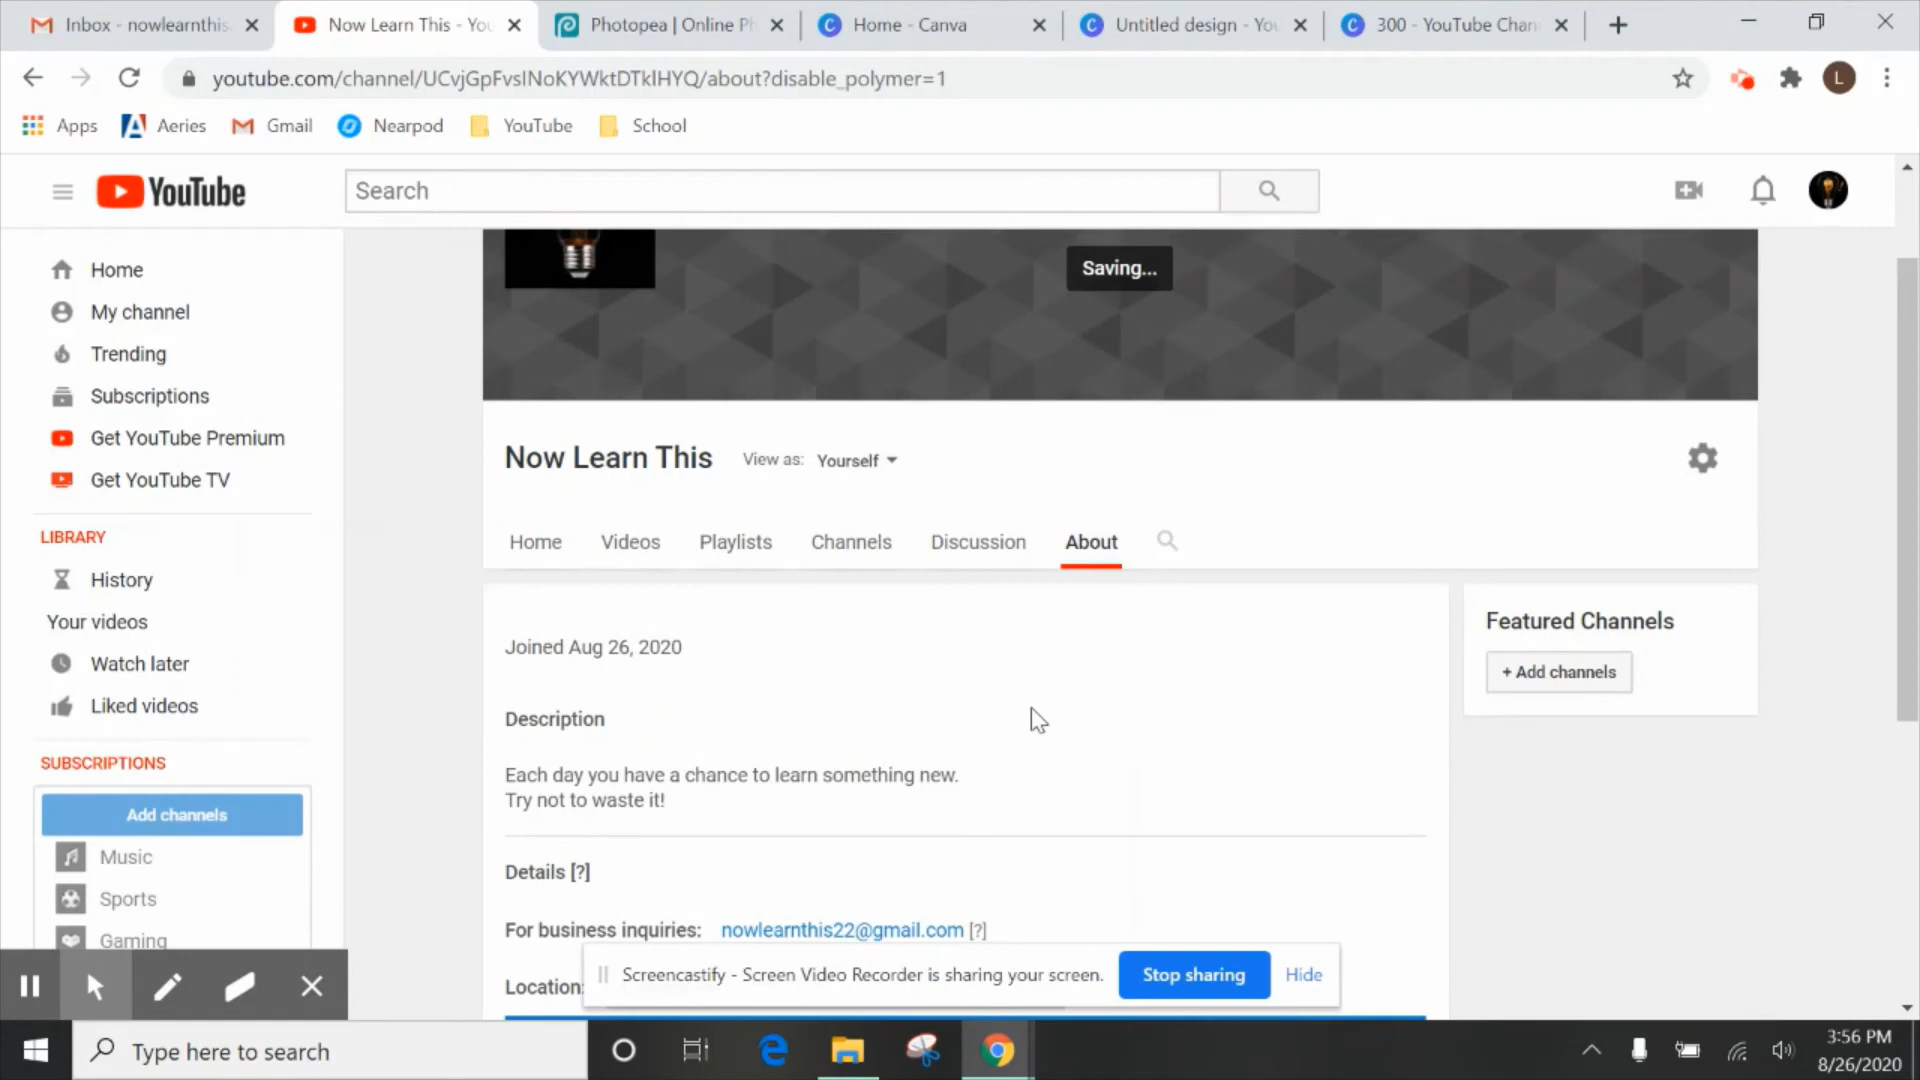 Inbox - nowlearnthis
Now Learn This - You
Photopea | Online Ph
Home - Canva
Untitled design - You
300 - YouTube Chan
youtube.com/channel/UCvjGpFvsINoKYWktDTklHYQ/about?disable_polymer=1
L
Apps
Aeries
Gmail
Nearpod
YouTube
School
YouTube
Search
Home
My channel
Trending
Subscriptions
Get YouTube Premium
Get YouTube TV
LIBRARY
History
Your videos
Watch later
Liked videos
SUBSCRIPTIONS
Add channels
Music
Sports
Gaming
Saving...
Now Learn This
View as: Yourself
Home
Videos
Playlists
Channels
Discussion
About
Joined Aug 26, 2020
Description
Each day you have a chance to learn something new.
Try not to waste it!
Details [?]
For business inquiries: nowlearnthis22@gmail.com [?]
Location:
Featured Channels
+ Add channels
Screencastify - Screen Video Recorder is sharing your screen.
Stop sharing
Hide
Type here to search
3:56 PM
8/26/2020